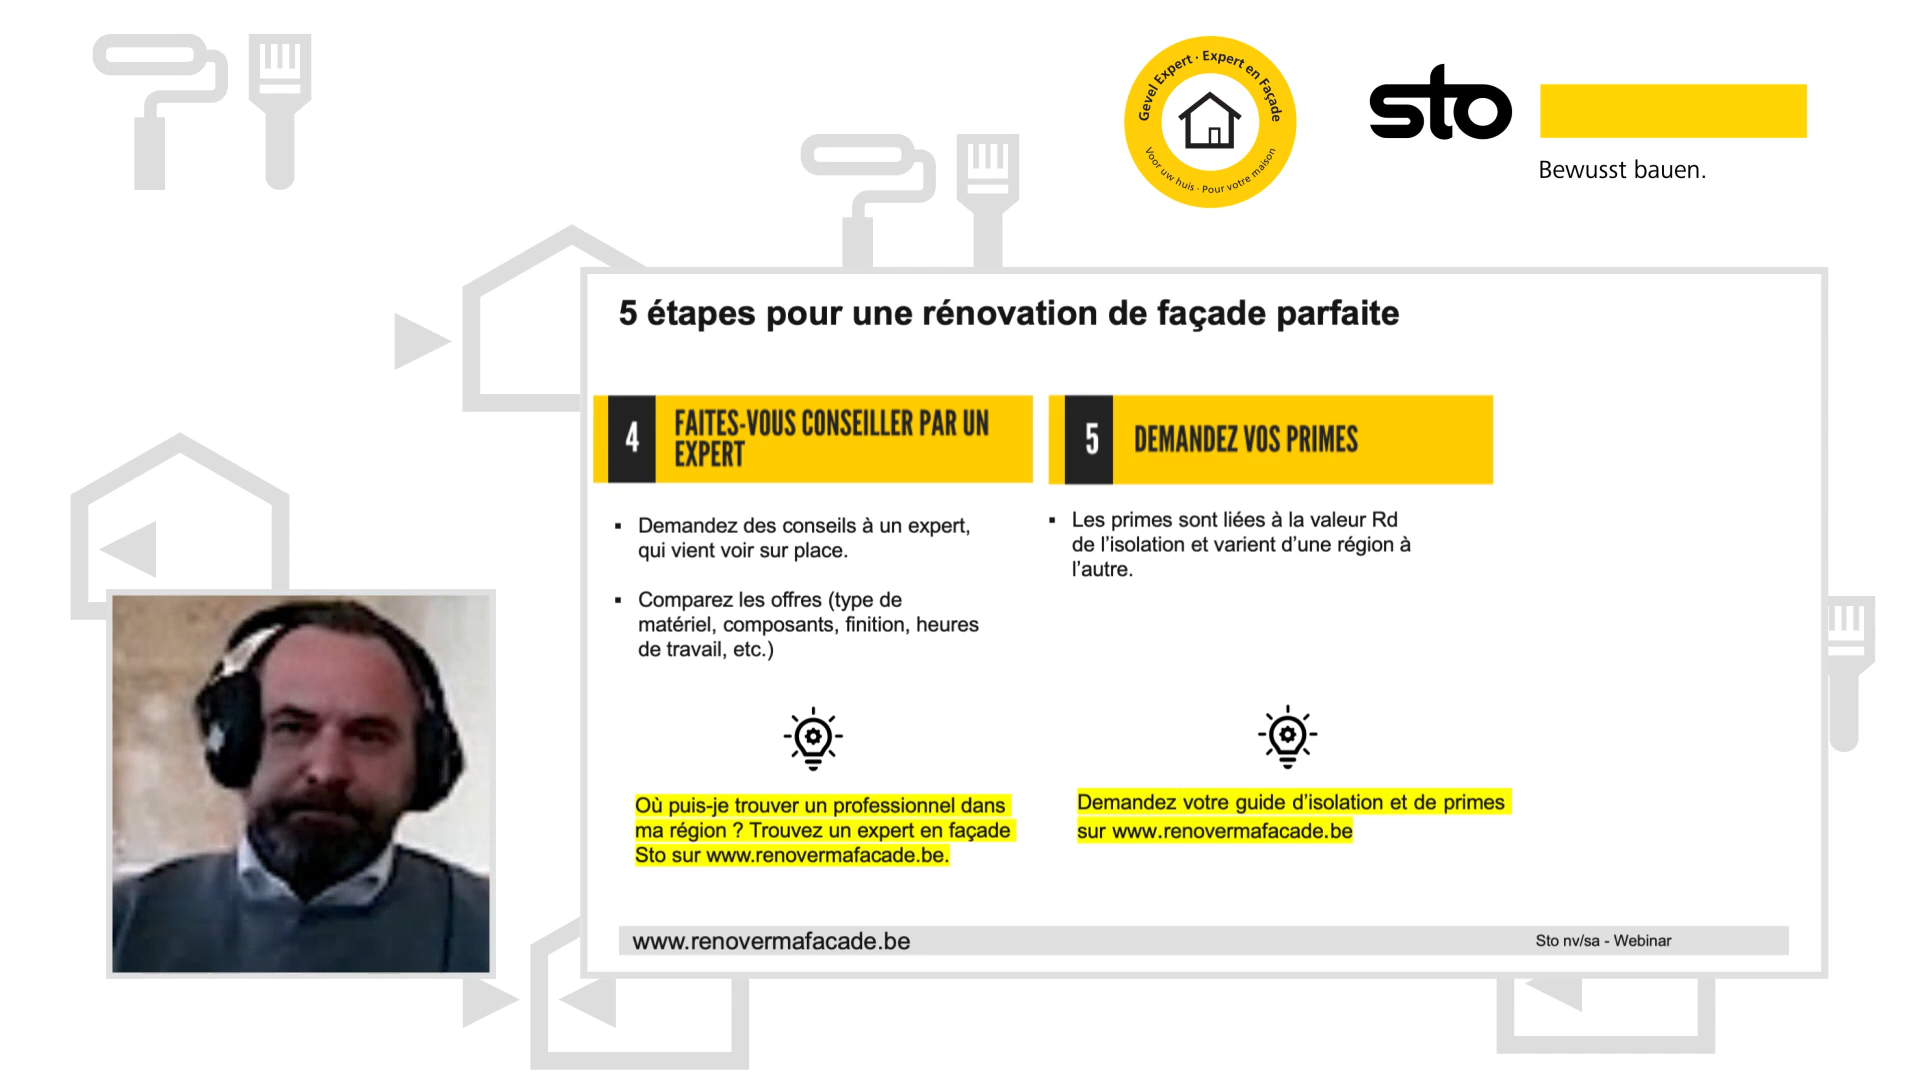 Gevel Expert · Expert en Façade
Voor uw huis · Pour votre maison
sto
Bewusst bauen.
5 étapes pour une rénovation de façade parfaite
4
FAITES-VOUS CONSEILLER PAR UN
EXPERT
▪ Demandez des conseils à un expert,
qui vient voir sur place.
▪ Comparez les offres (type de
matériel, composants, finition, heures
de travail, etc.)
Où puis-je trouver un professionnel dans
ma région ? Trouvez un expert en façade
Sto sur www.renovermafacade.be.
5
DEMANDEZ VOS PRIMES
▪ Les primes sont liées à la valeur Rd
de l’isolation et varient d’une région à
l’autre.
Demandez votre guide d’isolation et de primes
sur www.renovermafacade.be
www.renovermafacade.be
Sto nv/sa - Webinar